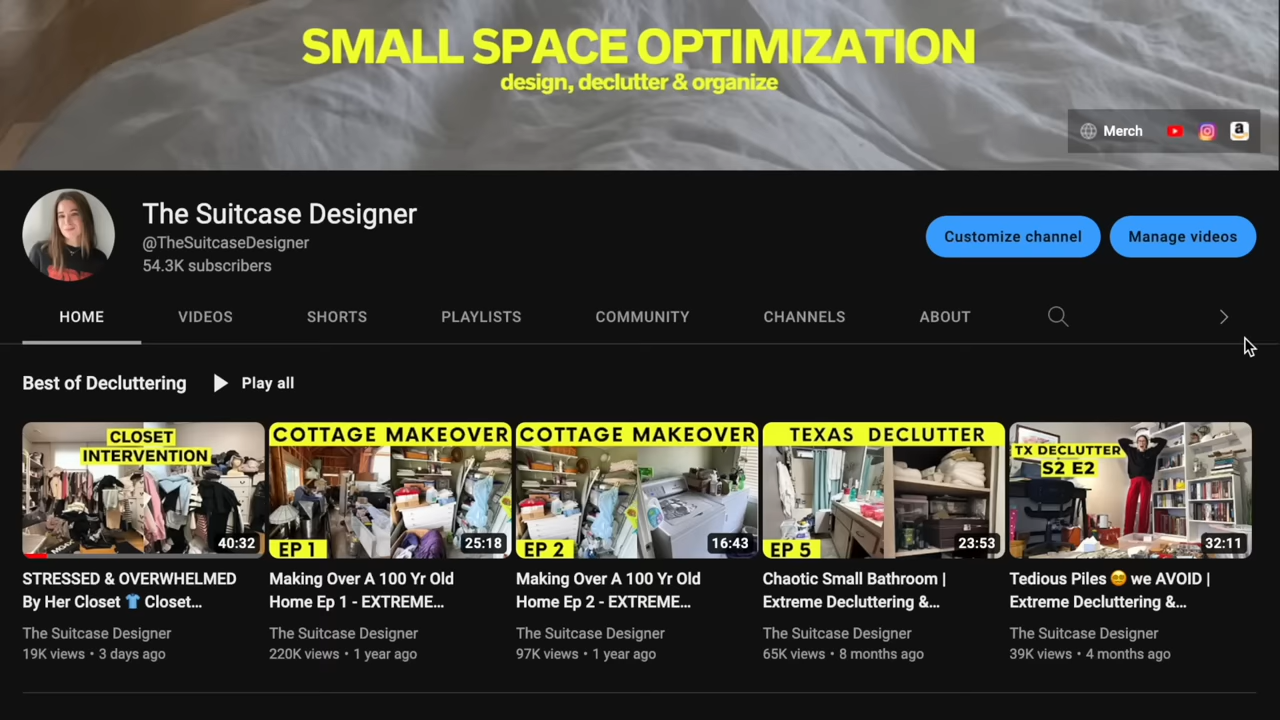 SMALL SPACE OPTIMIZATION
design, declutter & organize
Merch
The Suitcase Designer
@TheSuitcaseDesigner
54.3K subscribers
Customize channel
Manage videos
HOME VIDEOS SHORTS PLAYLISTS COMMUNITY CHANNELS ABOUT
Best of Decluttering
Play all
CLOSET
INTERVENTION
40:32
COTTAGE MAKEOVER
EP 1
25:18
COTTAGE MAKEOVER
EP 2
16:43
TEXAS DECLUTTER
EP 5
23:53
TX DECLUTTER
S2 E2
32:11
STRESSED & OVERWHELMED
By Her Closet 👕 Closet...
The Suitcase Designer
19K views • 3 days ago
Making Over A 100 Yr Old
Home Ep 1 - EXTREME...
The Suitcase Designer
220K views • 1 year ago
Making Over A 100 Yr Old
Home Ep 2 - EXTREME...
The Suitcase Designer
97K views • 1 year ago
Chaotic Small Bathroom |
Extreme Decluttering &...
The Suitcase Designer
65K views • 8 months ago
Tedious Piles 😵‍💫 we AVOID |
Extreme Decluttering &...
The Suitcase Designer
39K views • 4 months ago